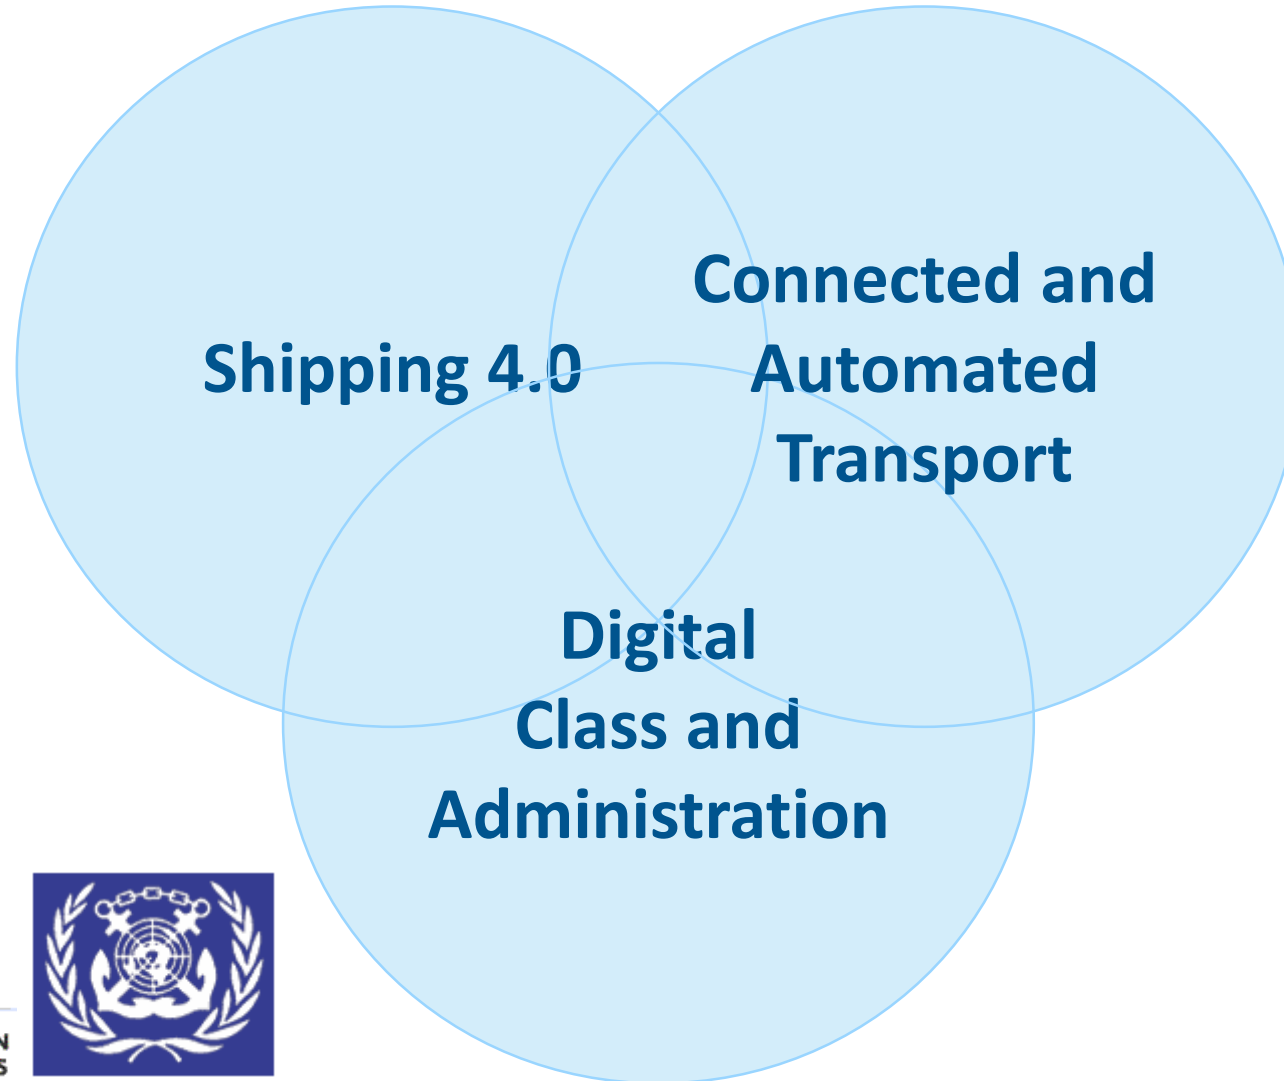 Shipping 4.0
Connected and
Automated
Transport
Digital
Class and
Administration